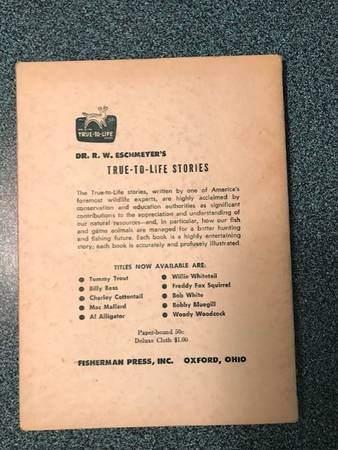 TRUE-TO-LIFE
DR. R. W. ESCHMEYER'S
TRUE-TO-LIFE STORIES
The True-to-Life stories, written by one of America's
foremost wildlife experts, are highly acclaimed by
conservation and education authorities as significant
contributions to the appreciation and understanding of
our natural resources—and, in particular, how our fish
and game animals are managed for a better hunting
and fishing future. Each book is a highly entertaining
story; each book is accurately and profusely illustrated.
TITLES NOW AVAILABLE ARE:
Tommy Trout
Billy Bass
Charley Cottontail
Mac Mallard
Al Alligator
Willie Whitetail
Freddy Fox Squirrel
Bob White
Bobby Bluegill
Woody Woodcock
Paper-bound 50c
Deluxe Cloth $1.00
FISHERMAN PRESS, INC. OXFORD, OHIO